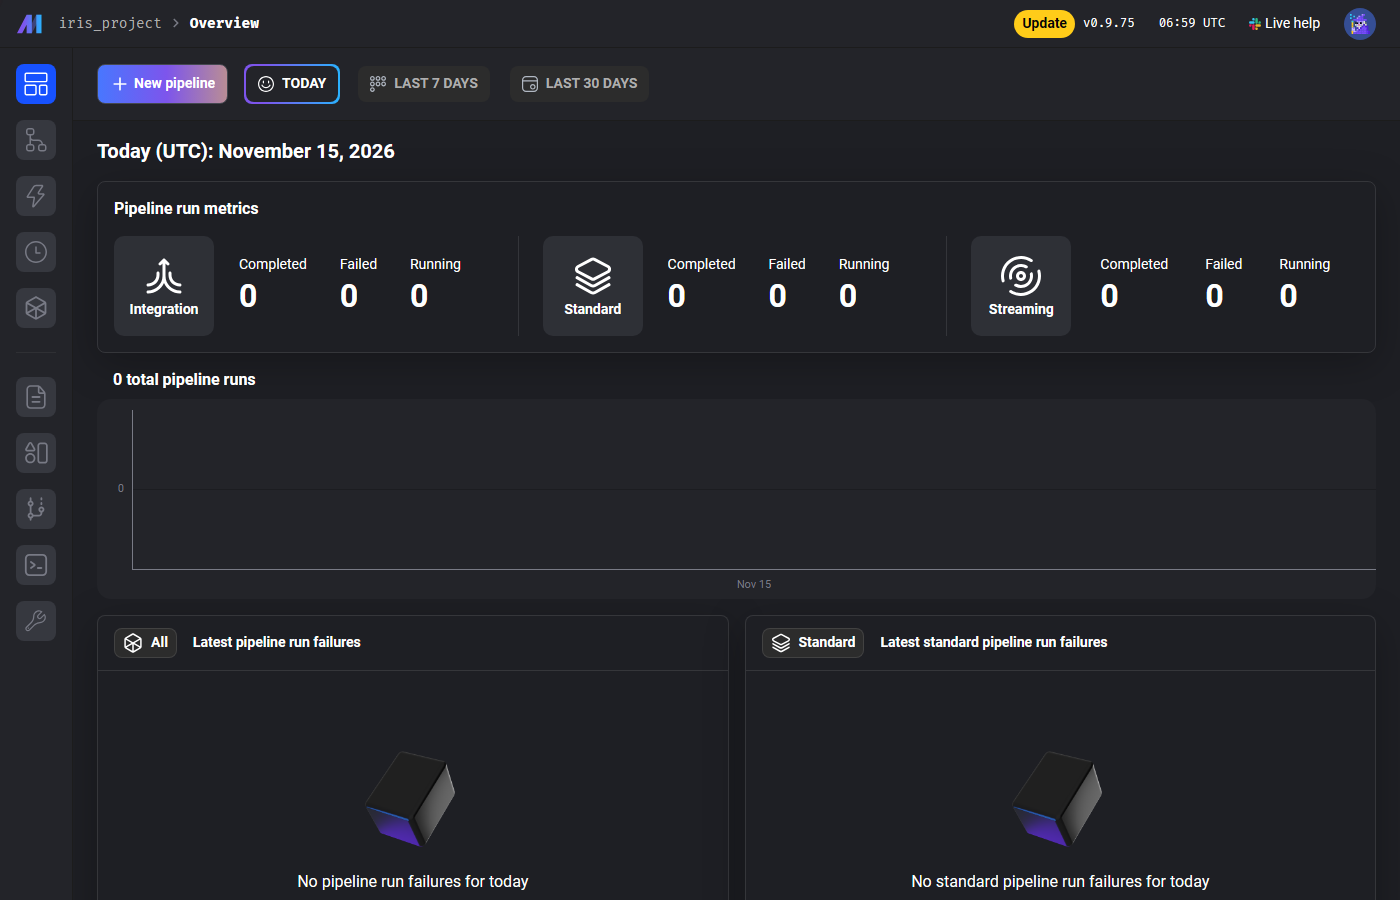 iris_project > Overview
Update v0.9.75 06:59 UTC Live help
New pipeline TODAY LAST 7 DAYS LAST 30 DAYS
Today (UTC): November 15, 2026
Pipeline run metrics
Integration
Completed Failed Running
0 0 0
Standard
Completed Failed Running
0 0 0
Streaming
Completed Failed Running
0 0 0
0 total pipeline runs
0
Nov 15
All Latest pipeline run failures
No pipeline run failures for today
Standard Latest standard pipeline run failures
No standard pipeline run failures for today